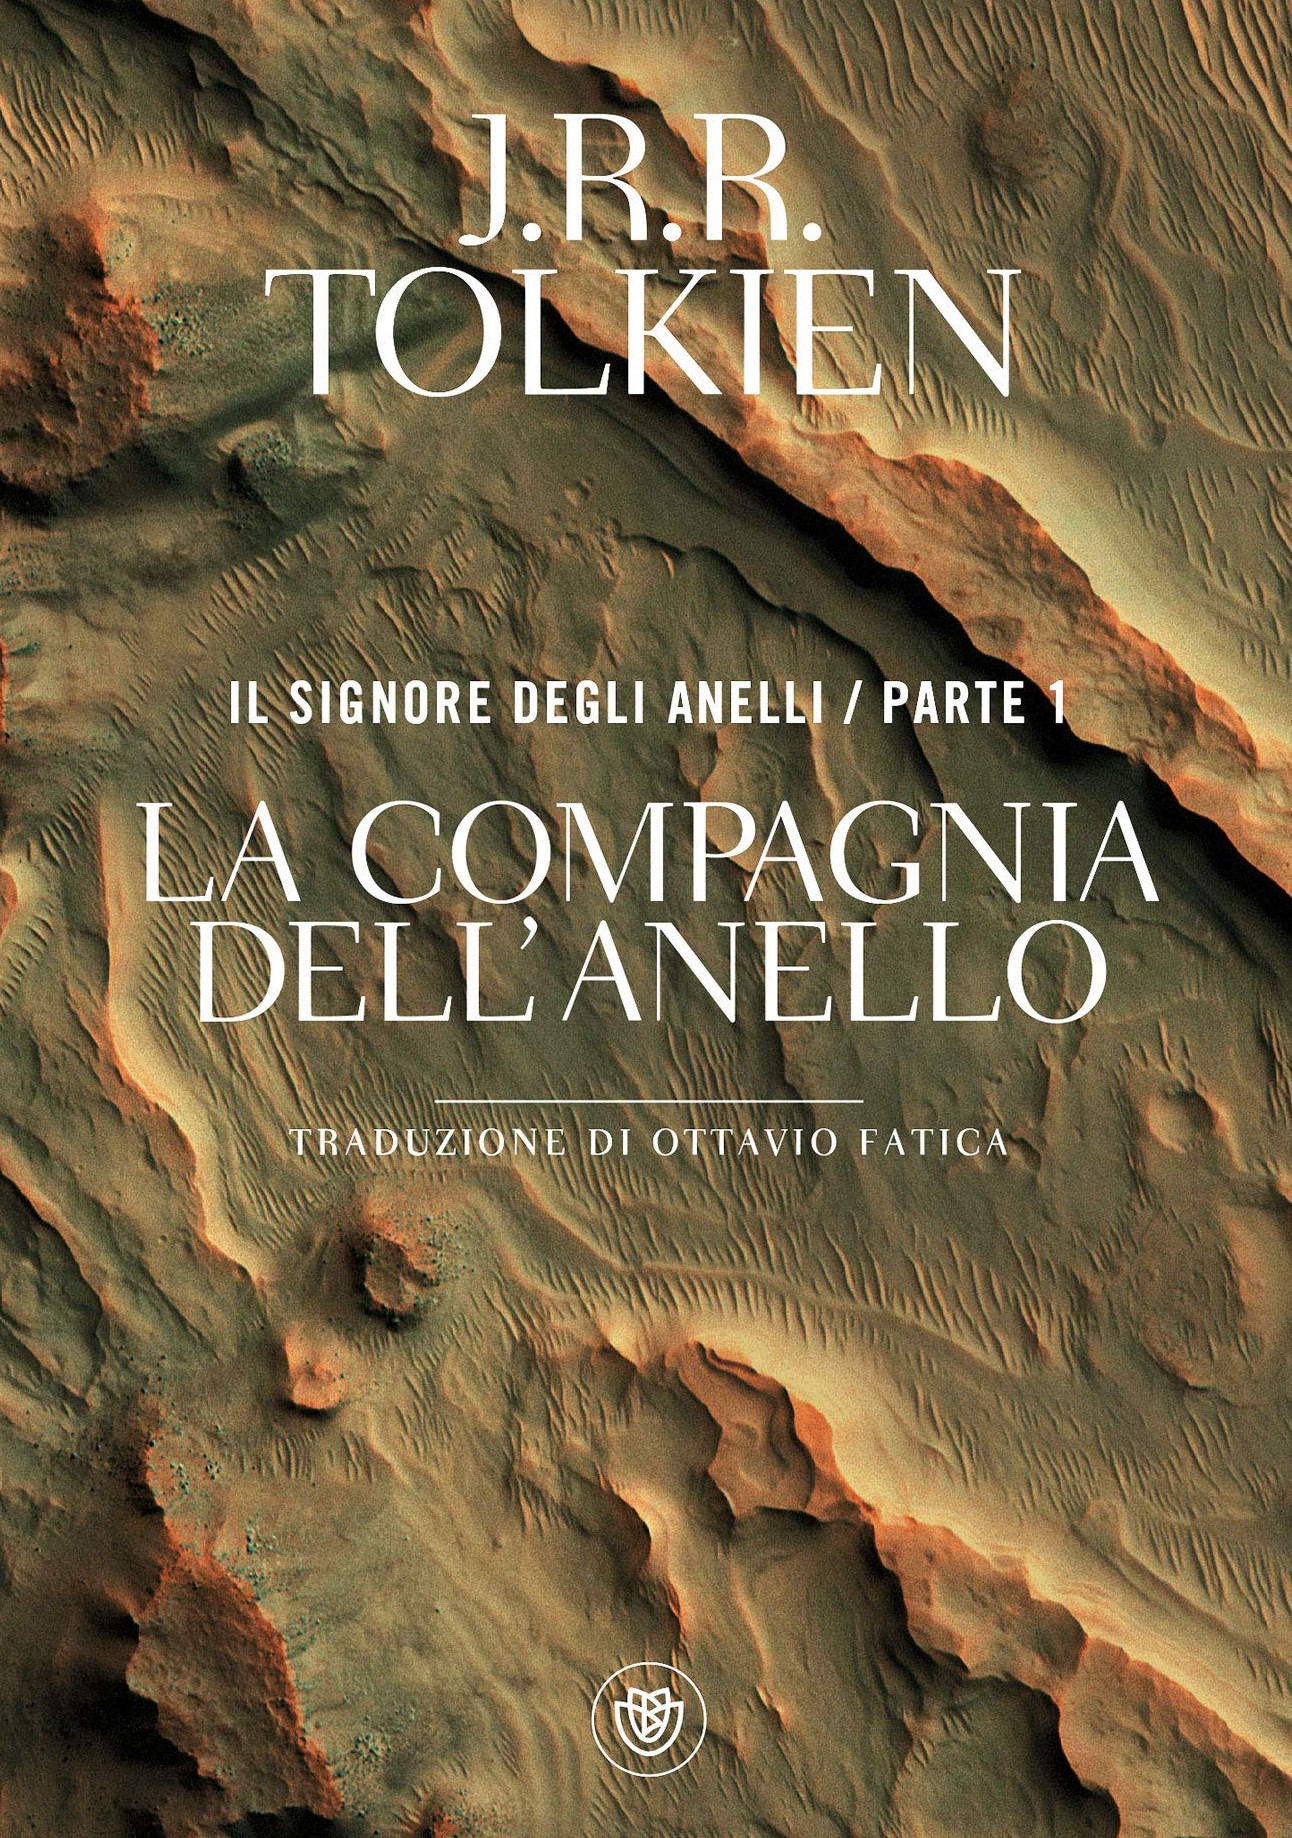 J.R.R.
TOLKIEN
IL SIGNORE DEGLI ANELLI / PARTE 1
LA COMPAGNIA
DELL'ANELLO
TRADUZIONE DI OTTAVIO FATICA